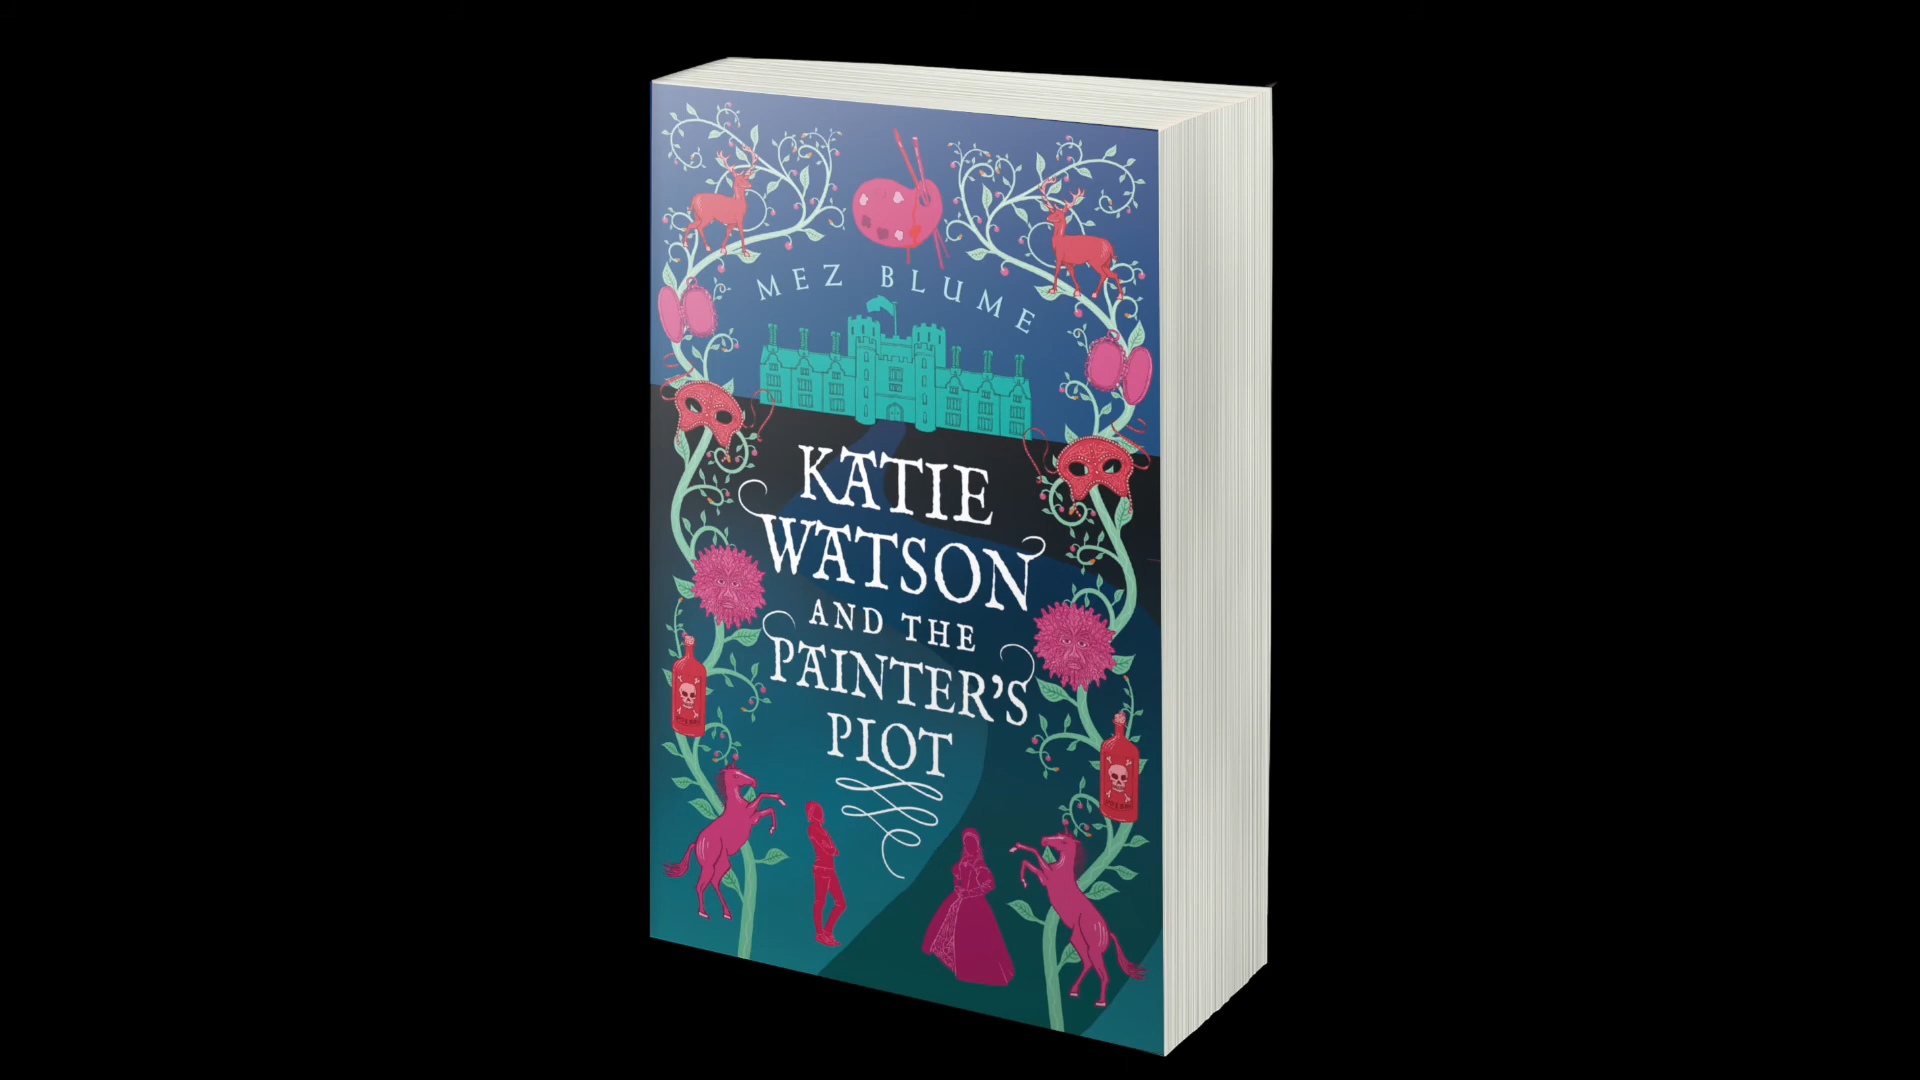 MEZ BLUME
KATIE
WATSON
AND THE
PAINTER'S
PLOT